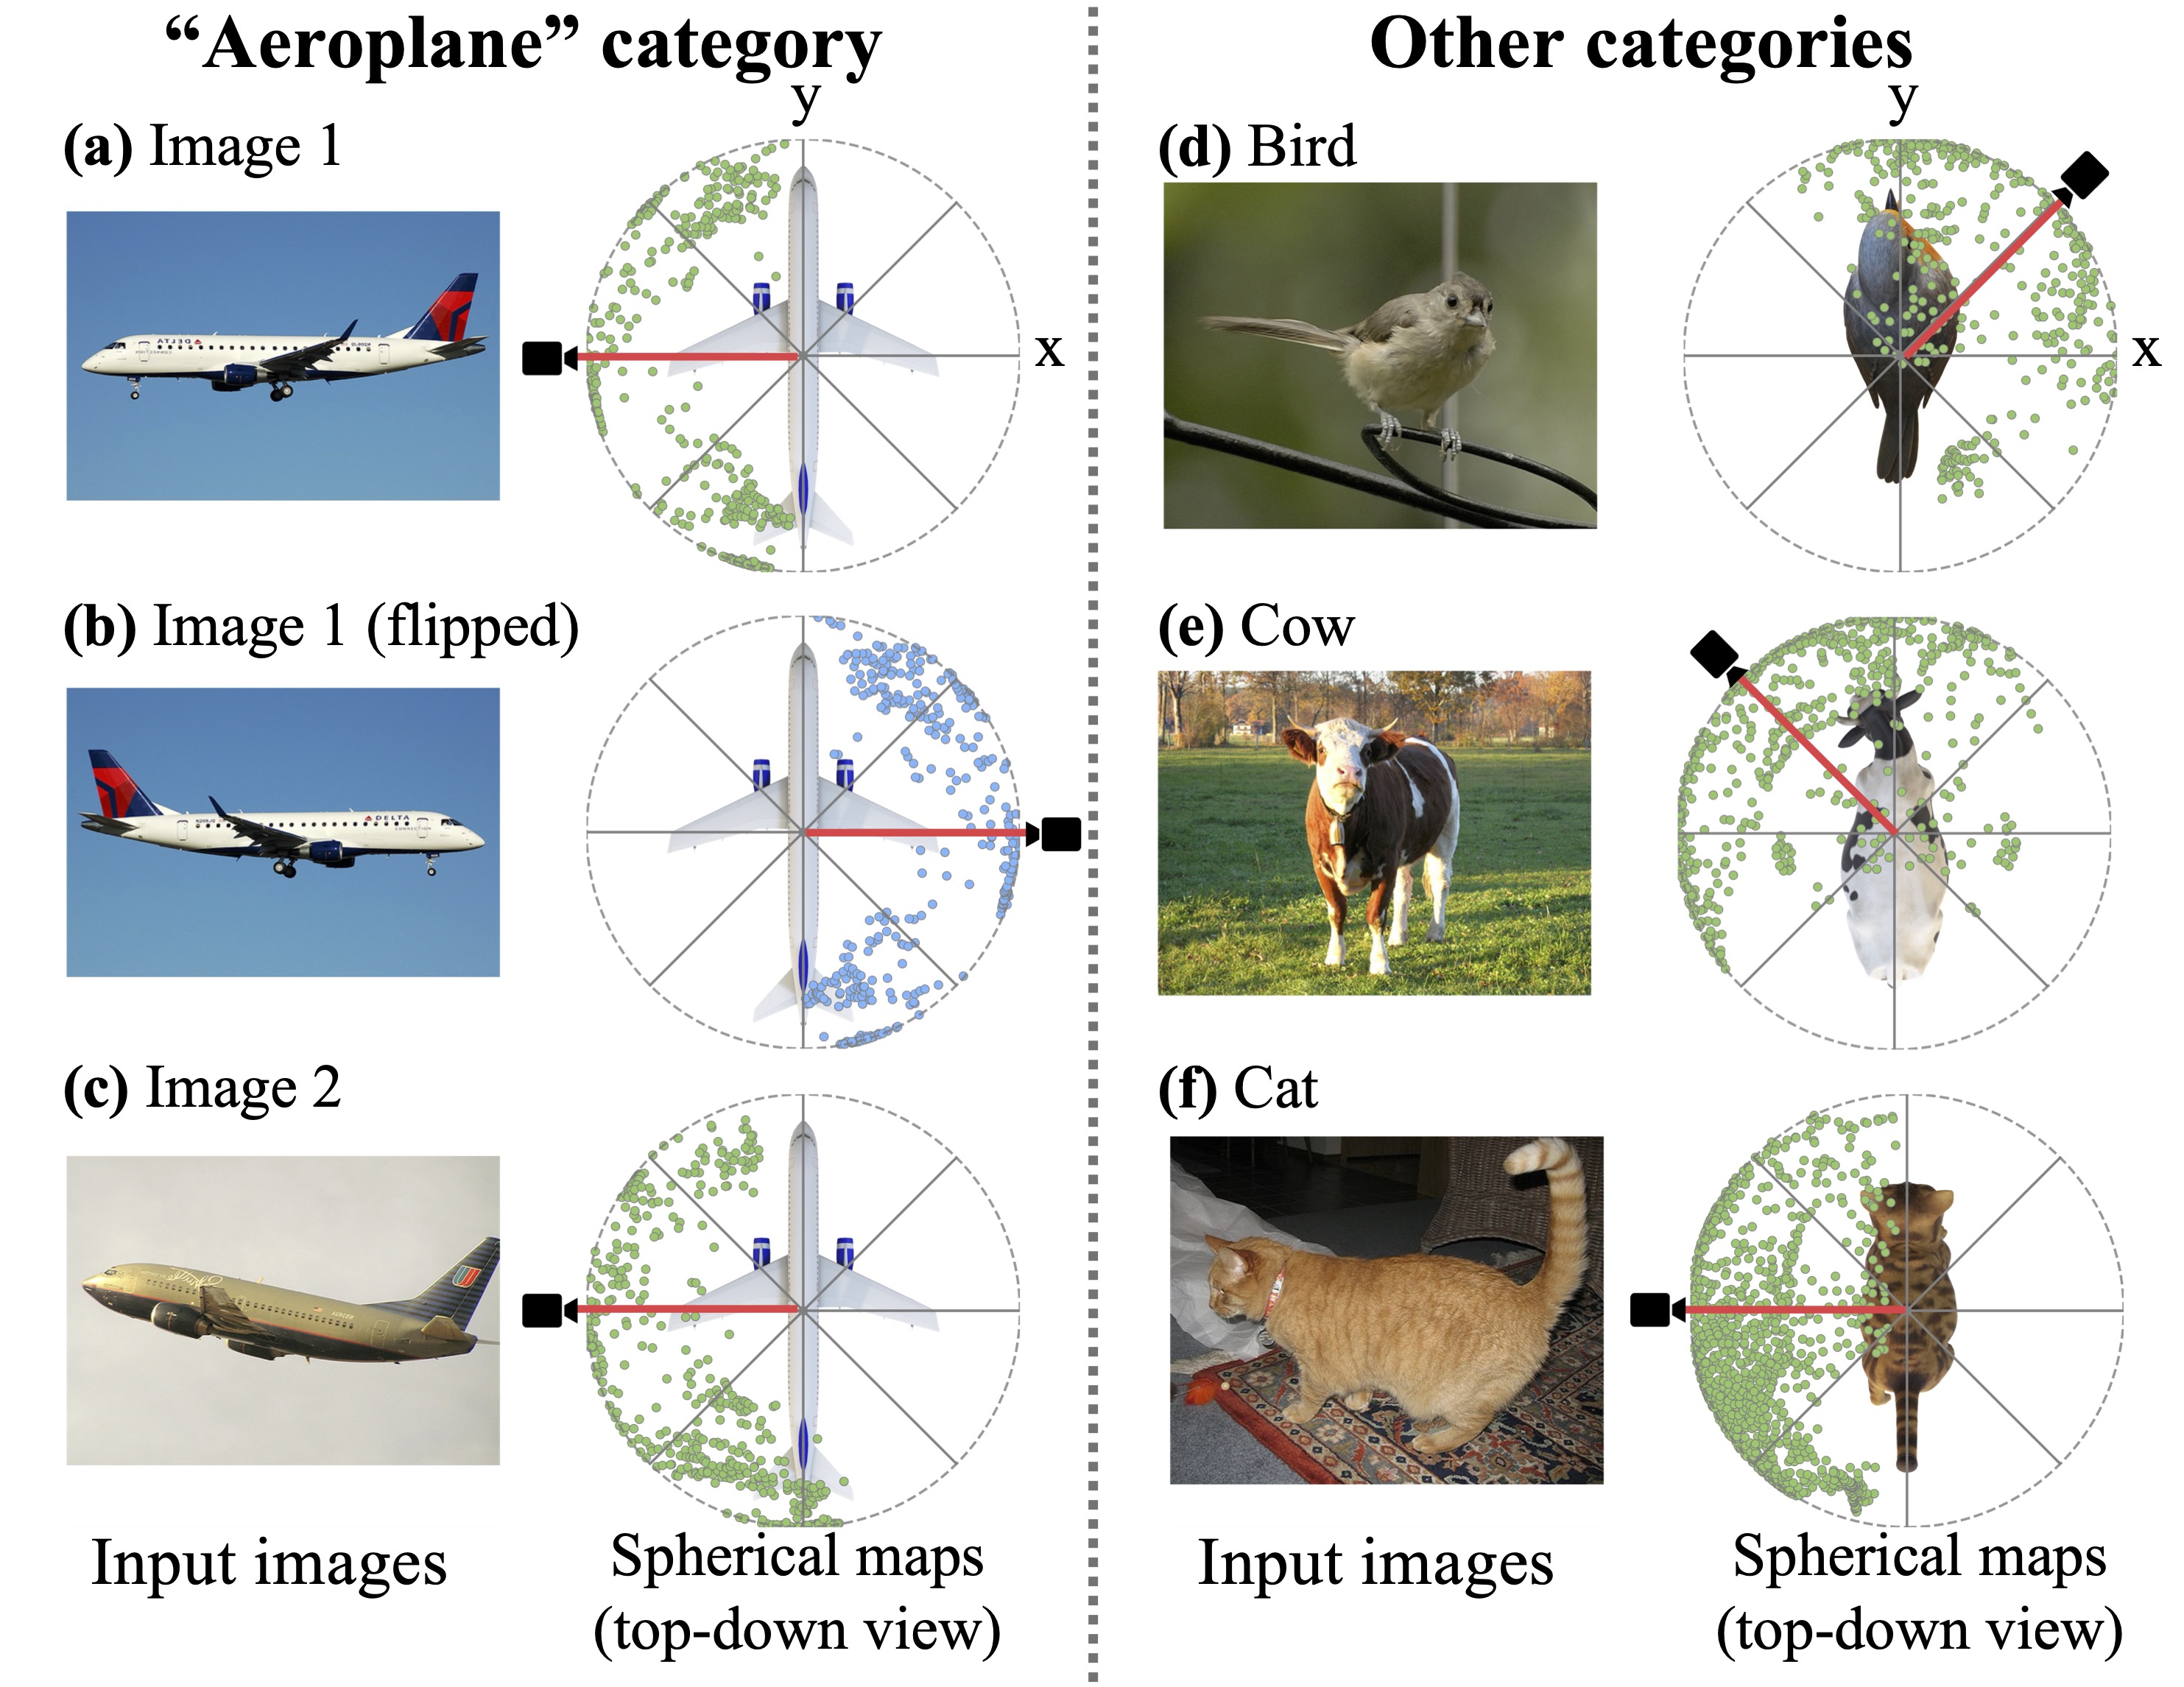 “Aeroplane” category
Other categories
y
(a) Image 1
x
(b) Image 1 (flipped)
DELTA
(c) Image 2
Input images
Spherical maps
(top-down view)
y
(d) Bird
x
(e) Cow
(f) Cat
Input images
Spherical maps
(top-down view)